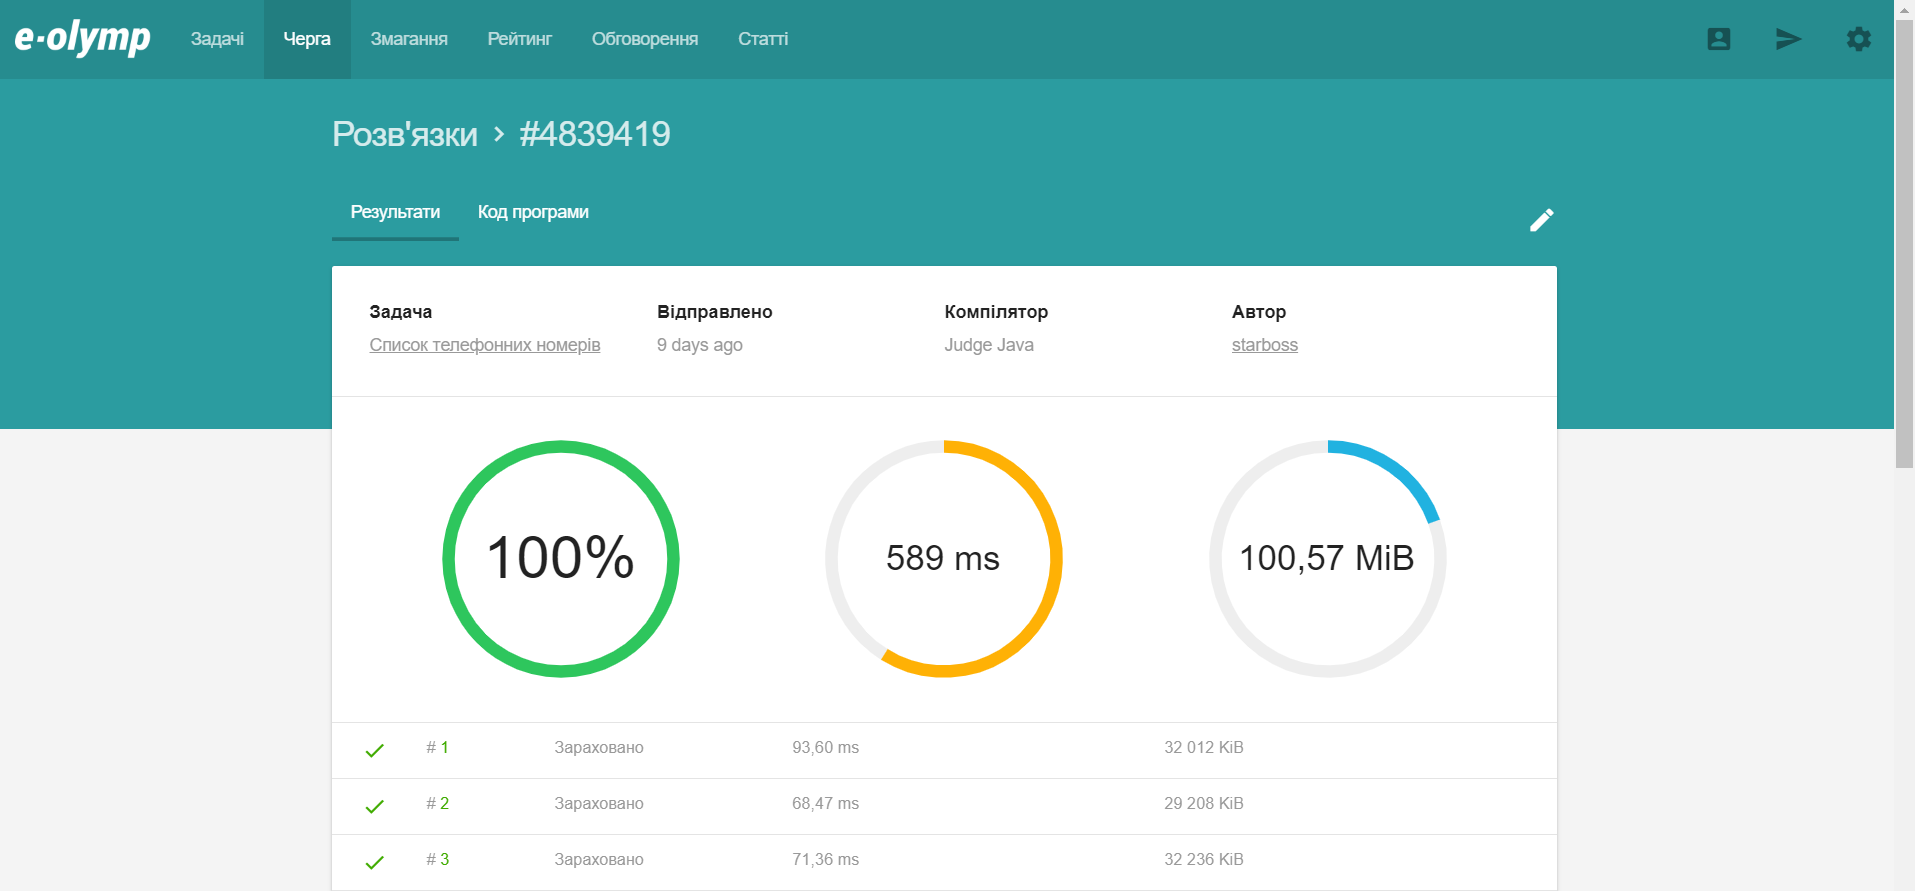 e-olymp Задачі Черга Змагання Рейтинг Обговорення Статті
Розв'язки > #4839419
Результати Код програми
Задача Відправлено Компілятор Автор
Список телефонних номерів 9 days ago Judge Java starboss
100% 589 ms 100,57 MiB
# 1 Зараховано 93,60 ms 32 012 KiB
# 2 Зараховано 68,47 ms 29 208 KiB
# 3 Зараховано 71,36 ms 32 236 KiB